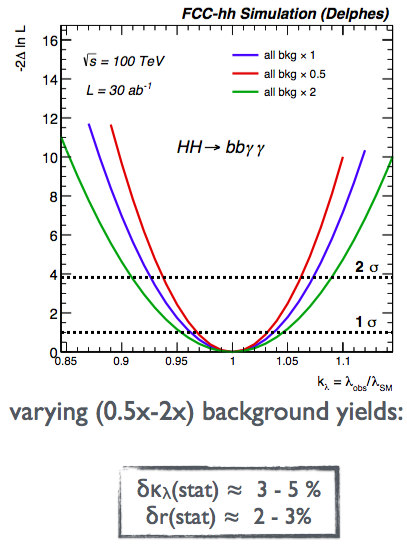 FCC-hh Simulation (Delphes)
-2Δ ln L
16
14
12
10
8
6
4
2
0
√s = 100 TeV
L = 30 ab⁻¹
all bkg × 1
all bkg × 0.5
all bkg × 2
HH→ bbγ γ
2 σ
1 σ
0.85 0.9 0.95 1 1.05 1.1
k_λ = λ_obs/λ_SM
varying (0.5x-2x) background yields:
δκ_λ(stat) ≈ 3 - 5 %
δr(stat) ≈ 2 - 3%